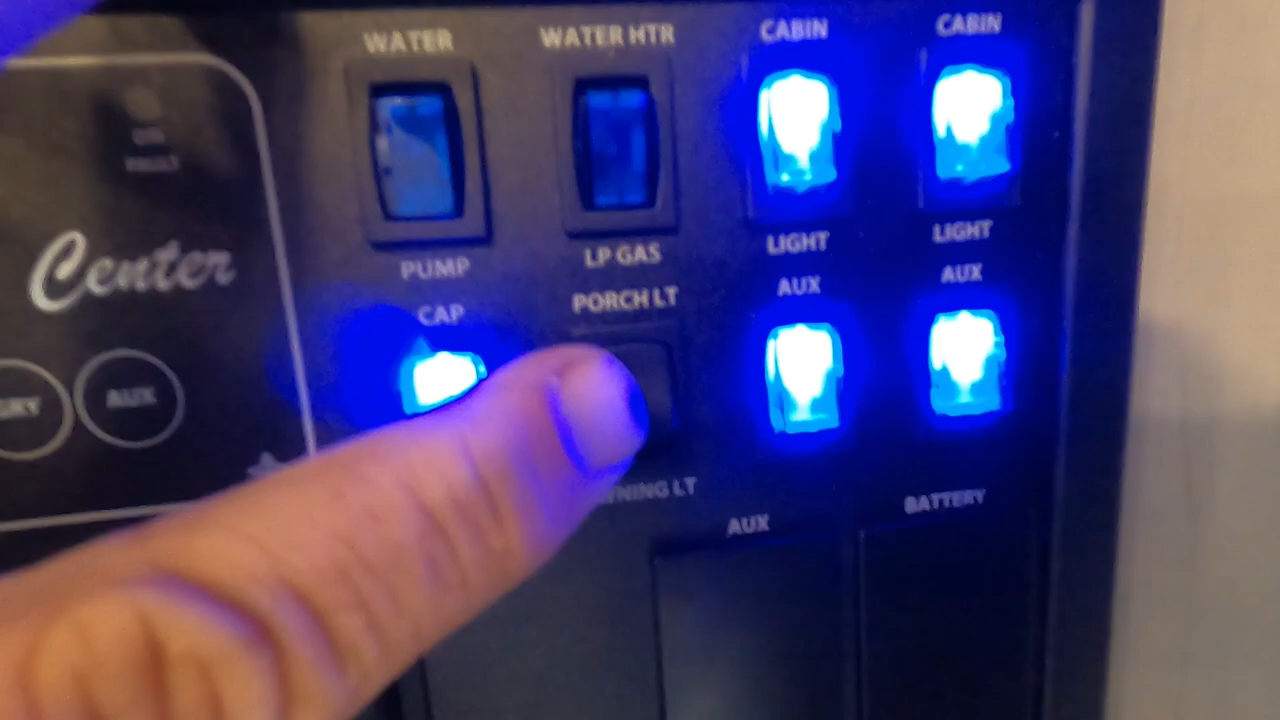 WATER
WATER HTR
CABIN
CABIN
PUMP
LP GAS
LIGHT
LIGHT
CAP
PORCH LT
AUX
AUX
Center
AUX
NING LT
AUX
BATTERY